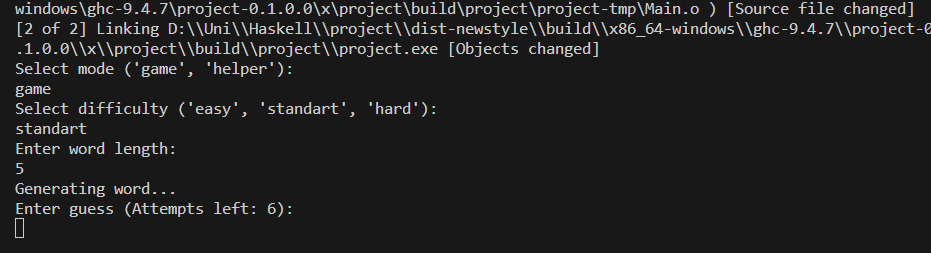 windows\ghc-9.4.7\project-0.1.0.0\x\project\build\project\project-tmp\Main.o ) [Source file changed]
[2 of 2] Linking D:\\Uni\\Haskell\\project\\dist-newstyle\\build\\x86_64-windows\\ghc-9.4.7\\project-0
.1.0.0\\x\\project\\build\\project\\project.exe [Objects changed]
Select mode ('game', 'helper'):
game
Select difficulty ('easy', 'standart', 'hard'):
standart
Enter word length:
5
Generating word...
Enter guess (Attempts left: 6):